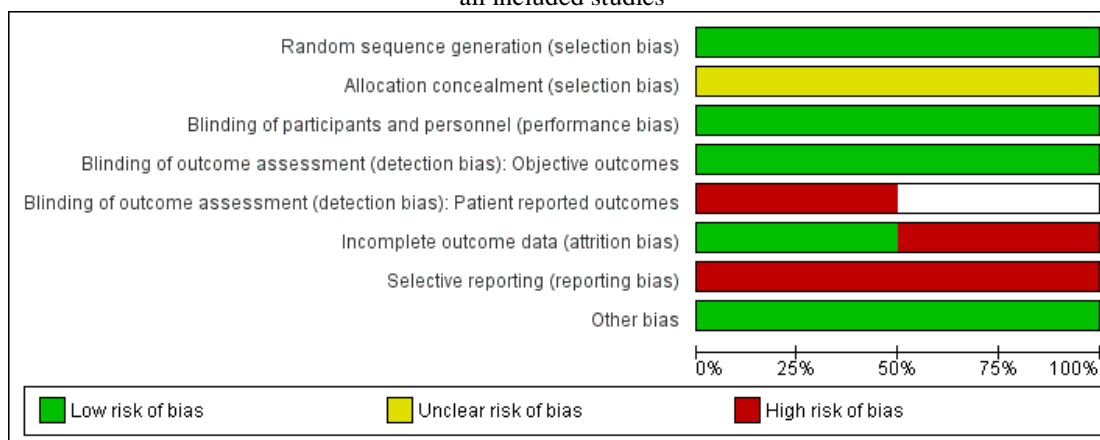 all included studies
Random sequence generation (selection bias)
Allocation concealment (selection bias)
Blinding of participants and personnel (performance bias)
Blinding of outcome assessment (detection bias): Objective outcomes
Blinding of outcome assessment (detection bias): Patient reported outcomes
Incomplete outcome data (attrition bias)
Selective reporting (reporting bias)
Other bias
0% 25% 50% 75% 100%
Low risk of bias Unclear risk of bias High risk of bias